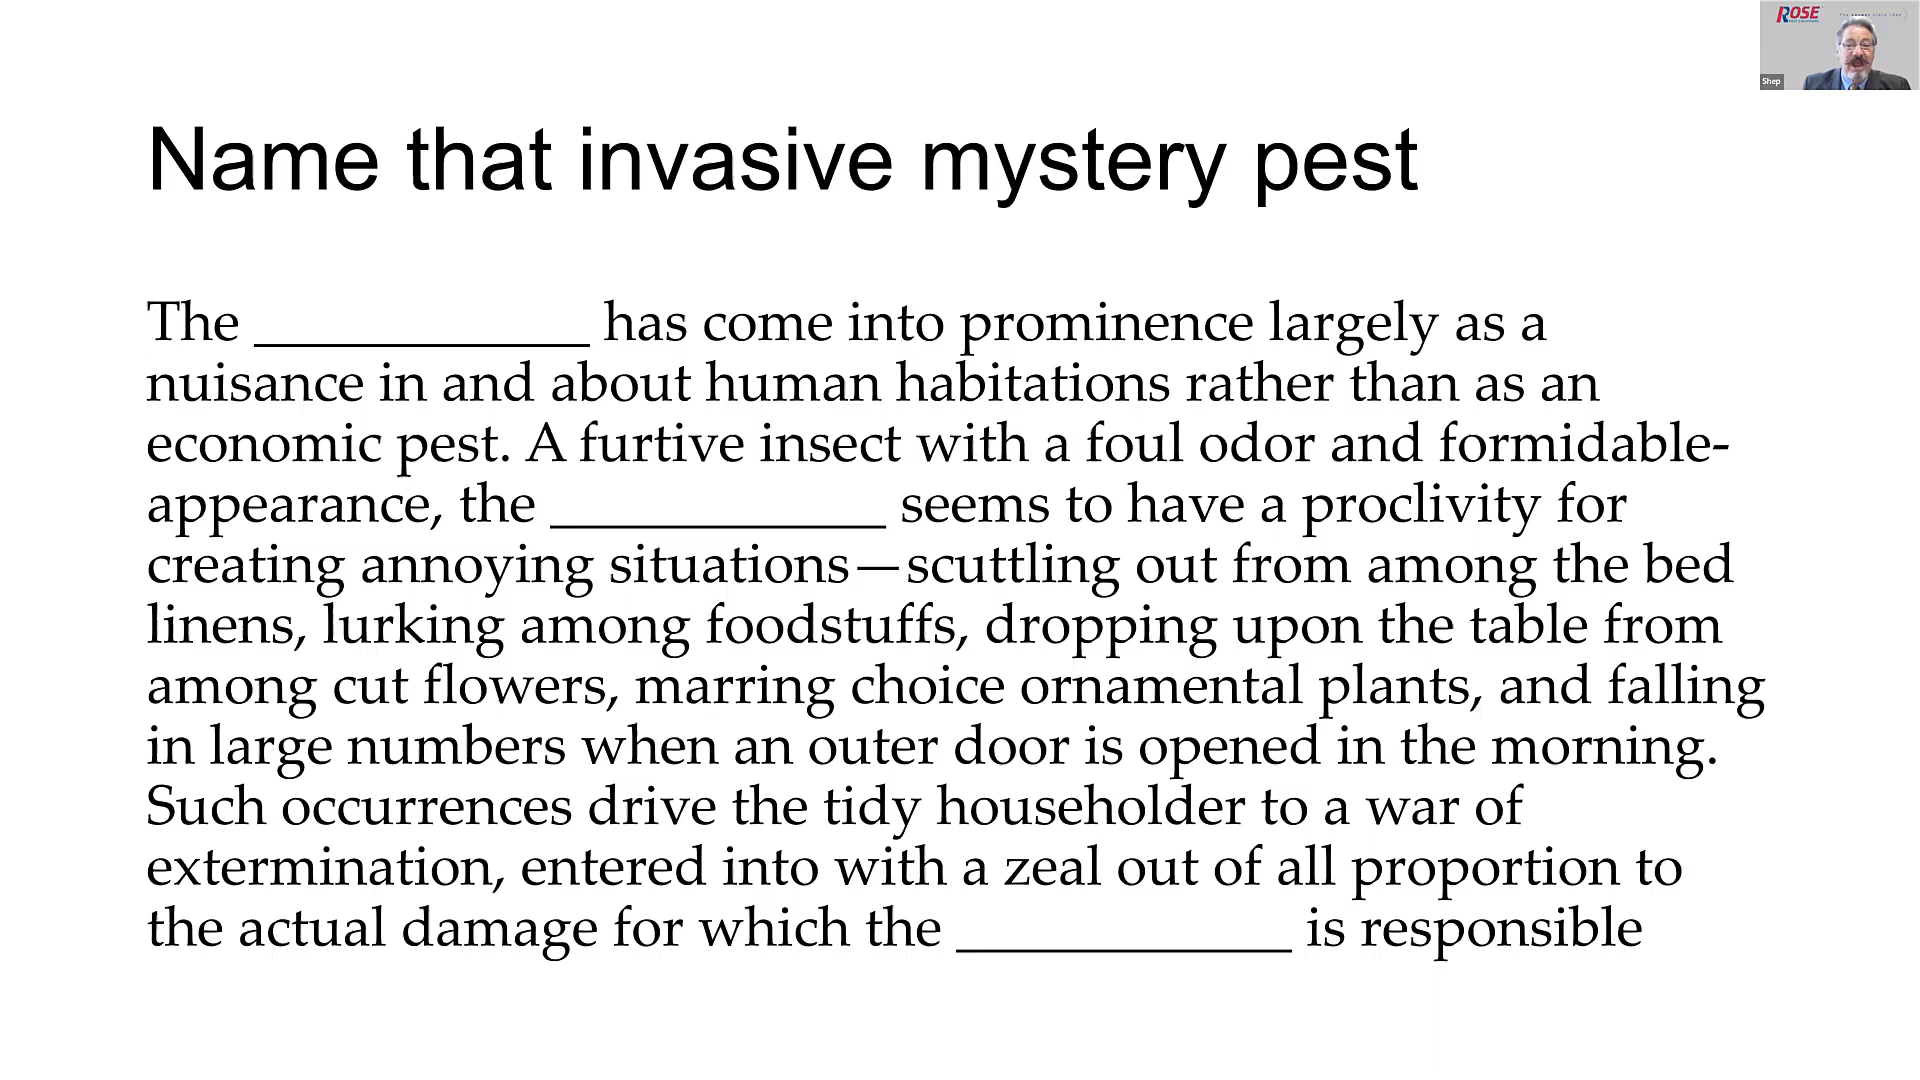 ROSE
Shep
Name that invasive mystery pest
The _____________ has come into prominence largely as a
nuisance in and about human habitations rather than as an
economic pest. A furtive insect with a foul odor and formidable-
appearance, the _____________ seems to have a proclivity for
creating annoying situations—scuttling out from among the bed
linens, lurking among foodstuffs, dropping upon the table from
among cut flowers, marring choice ornamental plants, and falling
in large numbers when an outer door is opened in the morning.
Such occurrences drive the tidy householder to a war of
extermination, entered into with a zeal out of all proportion to
the actual damage for which the _____________ is responsible